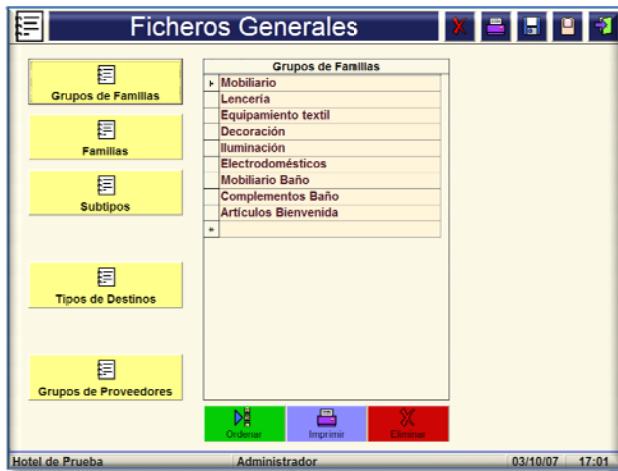 Ficheros Generales
Grupos de Familias
Familias
Subtipos
Tipos de Destinos
Grupos de Proveedores
Grupos de Familias
Mobiliario
Lencería
Equipamiento textil
Decoración
Iluminación
Electrodomésticos
Mobiliario Baño
Complementos Baño
Artículos Bienvenida
Ordenar
Imprimir
Eliminar
Hotel de Prueba
Administrador
03/10/07
17:01